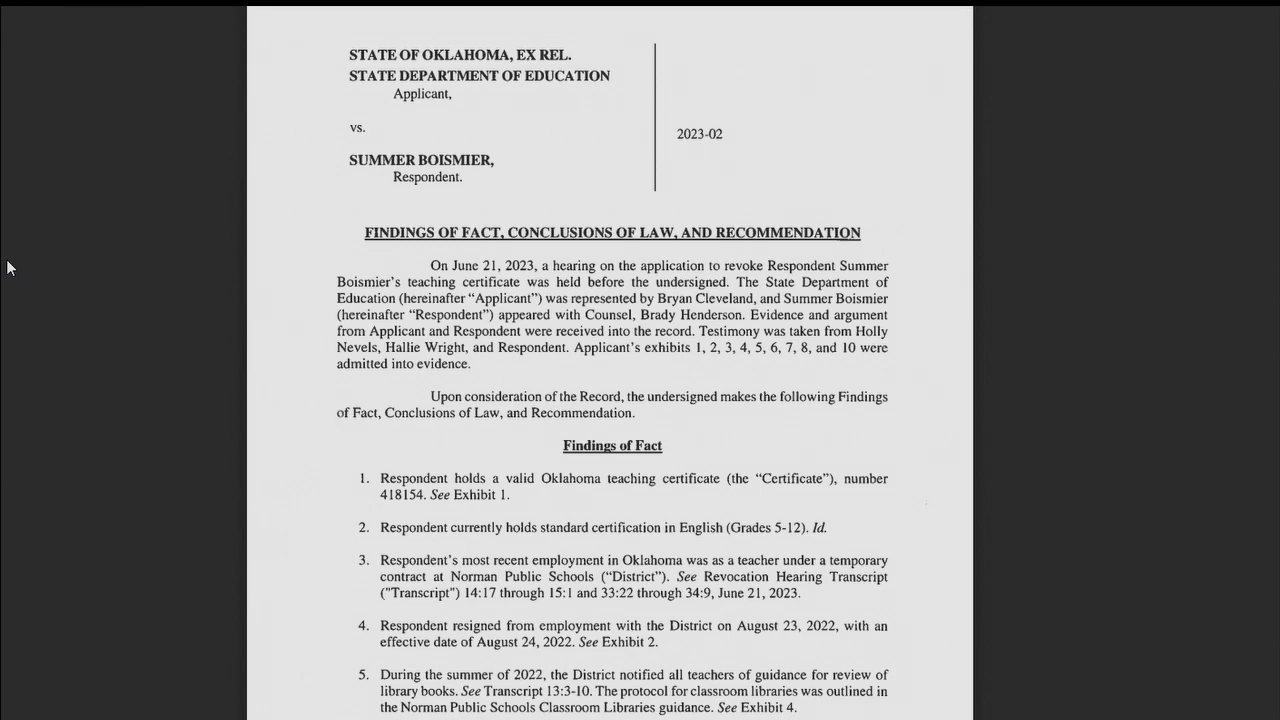 STATE OF OKLAHOMA, EX REL.
STATE DEPARTMENT OF EDUCATION
Applicant,
vs.
2023-02
SUMMER BOISMIER,
Respondent.
FINDINGS OF FACT, CONCLUSIONS OF LAW, AND RECOMMENDATION
On June 21, 2023, a hearing on the application to revoke Respondent Summer
Boismier's teaching certificate was held before the undersigned. The State Department of
Education (hereinafter “Applicant”) was represented by Bryan Cleveland, and Summer Boismier
(hereinafter “Respondent”) appeared with Counsel, Brady Henderson. Evidence and argument
from Applicant and Respondent were received into the record. Testimony was taken from Holly
Nevels, Hallie Wright, and Respondent. Applicant's exhibits 1, 2, 3, 4, 5, 6, 7, 8, and 10 were
admitted into evidence.
Upon consideration of the Record, the undersigned makes the following Findings
of Fact, Conclusions of Law, and Recommendation.
Findings of Fact
1. Respondent holds a valid Oklahoma teaching certificate (the “Certificate”), number
418154. See Exhibit 1.
2. Respondent currently holds standard certification in English (Grades 5-12). Id.
3. Respondent's most recent employment in Oklahoma was as a teacher under a temporary
contract at Norman Public Schools (“District”). See Revocation Hearing Transcript
("Transcript") 14:17 through 15:1 and 33:22 through 34:9, June 21, 2023.
4. Respondent resigned from employment with the District on August 23, 2022, with an
effective date of August 24, 2022. See Exhibit 2.
5. During the summer of 2022, the District notified all teachers of guidance for review of
library books. See Transcript 13:3-10. The protocol for classroom libraries was outlined in
the Norman Public Schools Classroom Libraries guidance. See Exhibit 4.